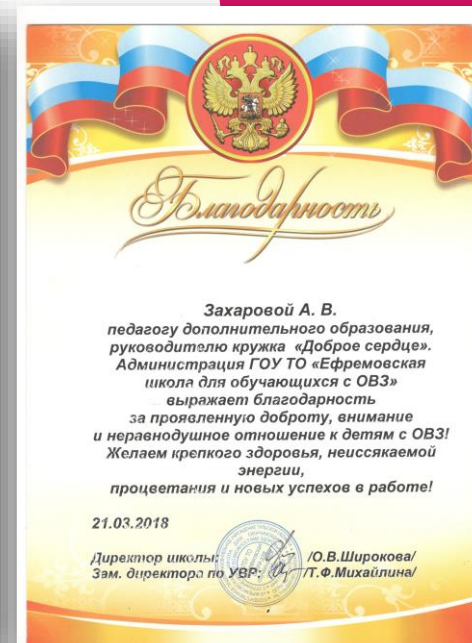 Благодарность
Захаровой А. В.
педагогу дополнительного образования,
руководителю кружка «Доброе сердце».
Администрация ГОУ ТО «Ефремовская
школа для обучающихся с ОВЗ»
выражает благодарность
за проявленную доброту, внимание
и неравнодушное отношение к детям с ОВЗ!
Желаем крепкого здоровья, неиссякаемой
энергии,
процветания и новых успехов в работе!
21.03.2018
Директор школы: /О.В.Широкова/
Зам. директора по УВР: /Т.Ф.Михайлина/